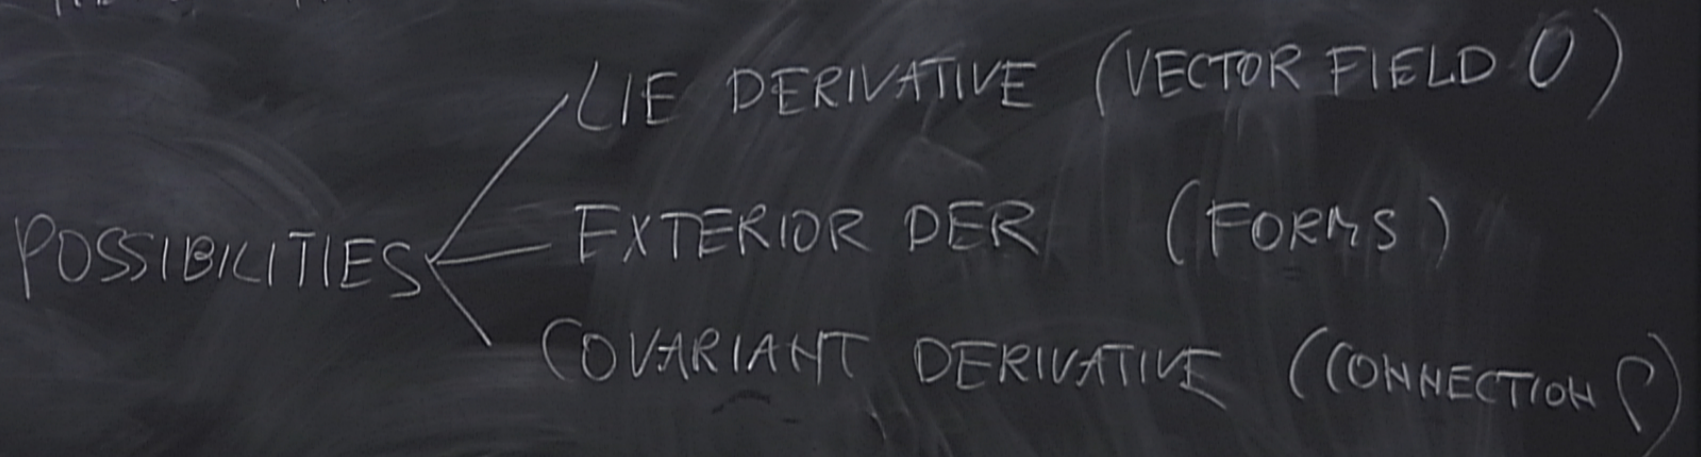 LIE DERIVATIVE (VECTOR FIELD U)
EXTERIOR DER (FORMS)
POSSIBILITIES
COVARIANT DERIVATIVE (CONNECTION Γ)